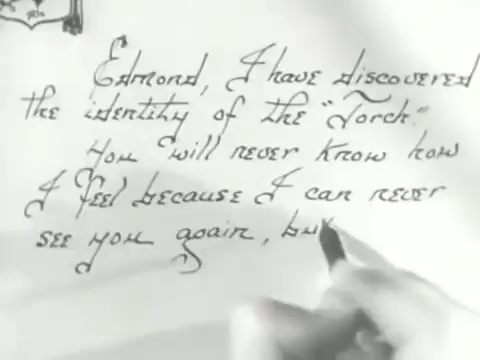 Edmond, I have discovered
the identity of the "Torch."
You will never know how
I feel because I can never
see you again, but